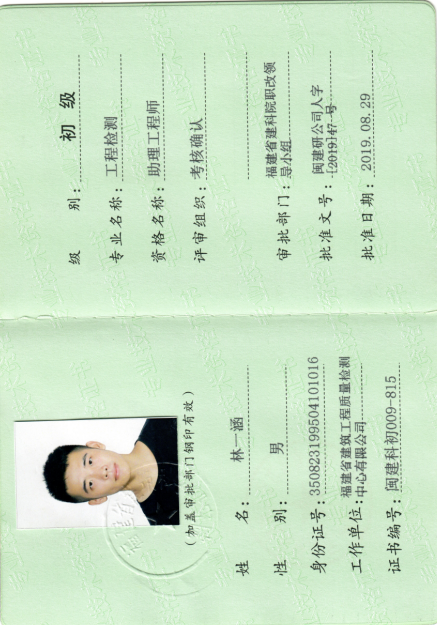 (加盖审批部门钢印有效)
姓 名：林一涵
性 别：男
身份证号：350823199504101016
工作单位：福建省建筑工程质量检测
中心有限公司
证书编号：闽建科初009-815
级 别：初 级
专业名称：工程检测
资格名称：助理工程师
评审组织：考核确认
审批部门：福建省建科院职改领
导小组
批准文号：闽建研公司人字
[2019]47 号
批准日期：2019.08.29